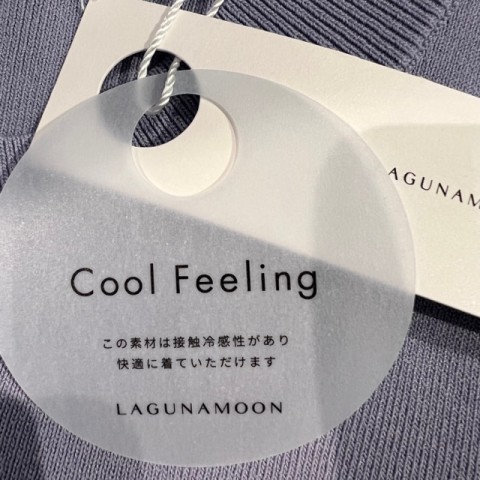 Cool Feeling
この素材は接触冷感性があり
快適に着ていただけます
LAGUNAMOON
AGUNAM